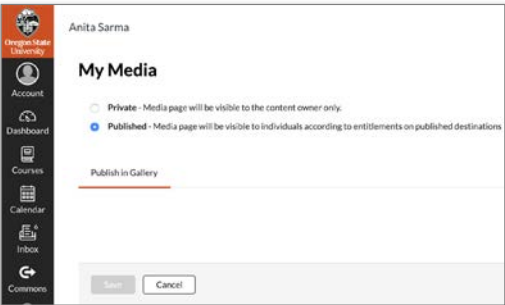 Oregon State
University
Account
Dashboard
Courses
Calendar
6
Inbox
Commons
Anita Sarma
My Media
Private - Media page will be visible to the content owner only.
Published - Media page will be visible to individuals according to entitlements on published destinations
Publish in Gallery
Save
Cancel